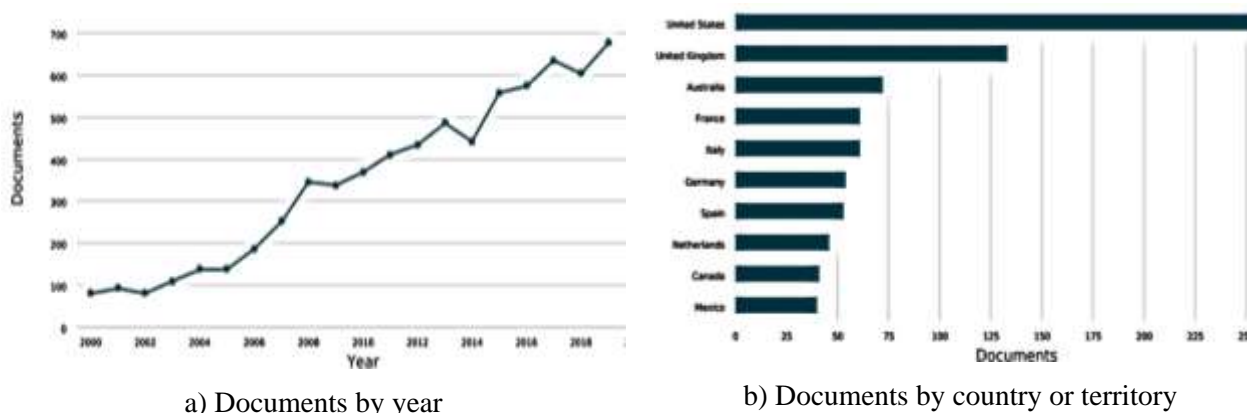 700
600
500
400
300
200
100
0
Documents
2000 2002 2004 2006 2008 2010 2012 2014 2016 2018
Year
a) Documents by year
United States
United Kingdom
Australia
France
Italy
Germany
Spain
Netherlands
Canada
Mexico
0 25 50 75 100 125 150 175 200 225
Documents
b) Documents by country or territory